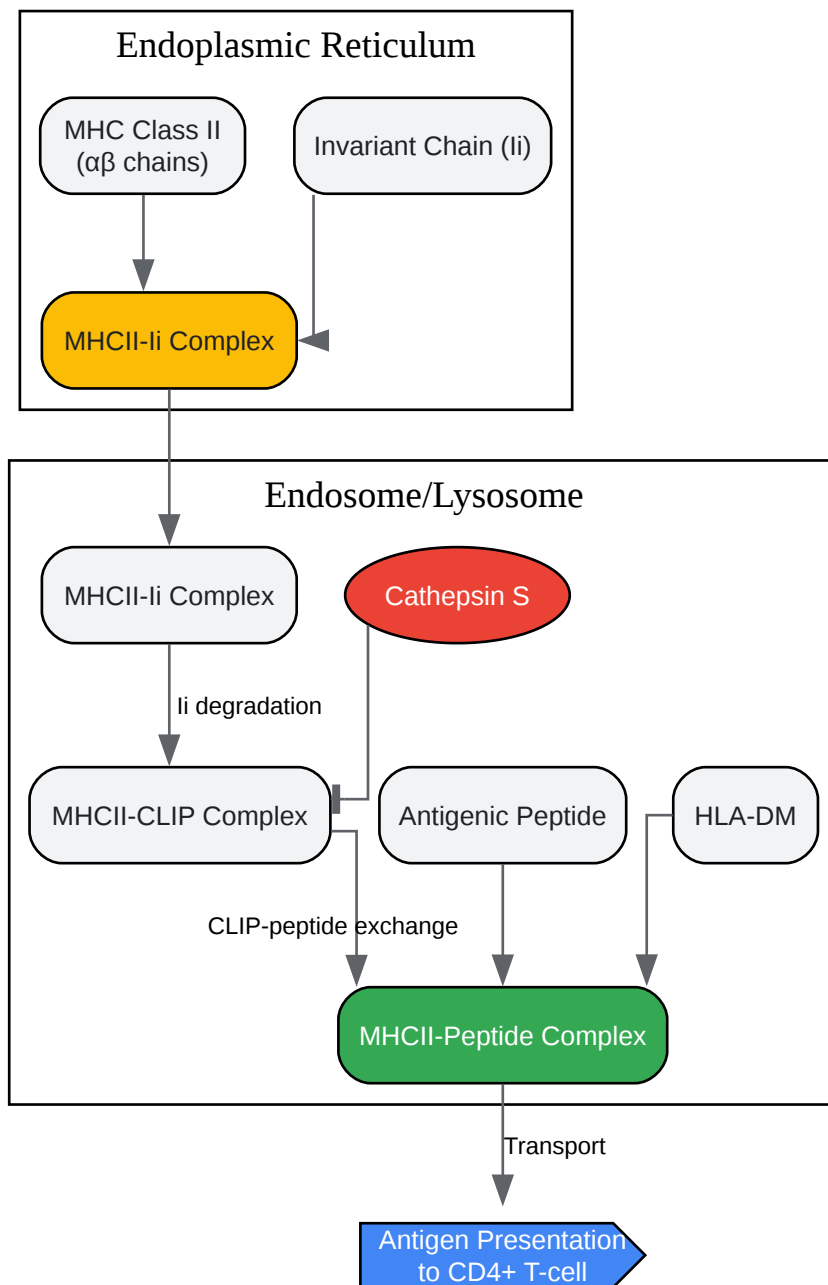 Endoplasmic Reticulum
MHC Class II
(αβ chains)
Invariant Chain (Ii)
MHCII-Ii Complex
Endosome/Lysosome
MHCII-Ii Complex
Cathepsin S
Ii degradation
MHCII-CLIP Complex
Antigenic Peptide
HLA-DM
CLIP-peptide exchange
MHCII-Peptide Complex
Transport
Antigen Presentation
to CD4+ T-cell